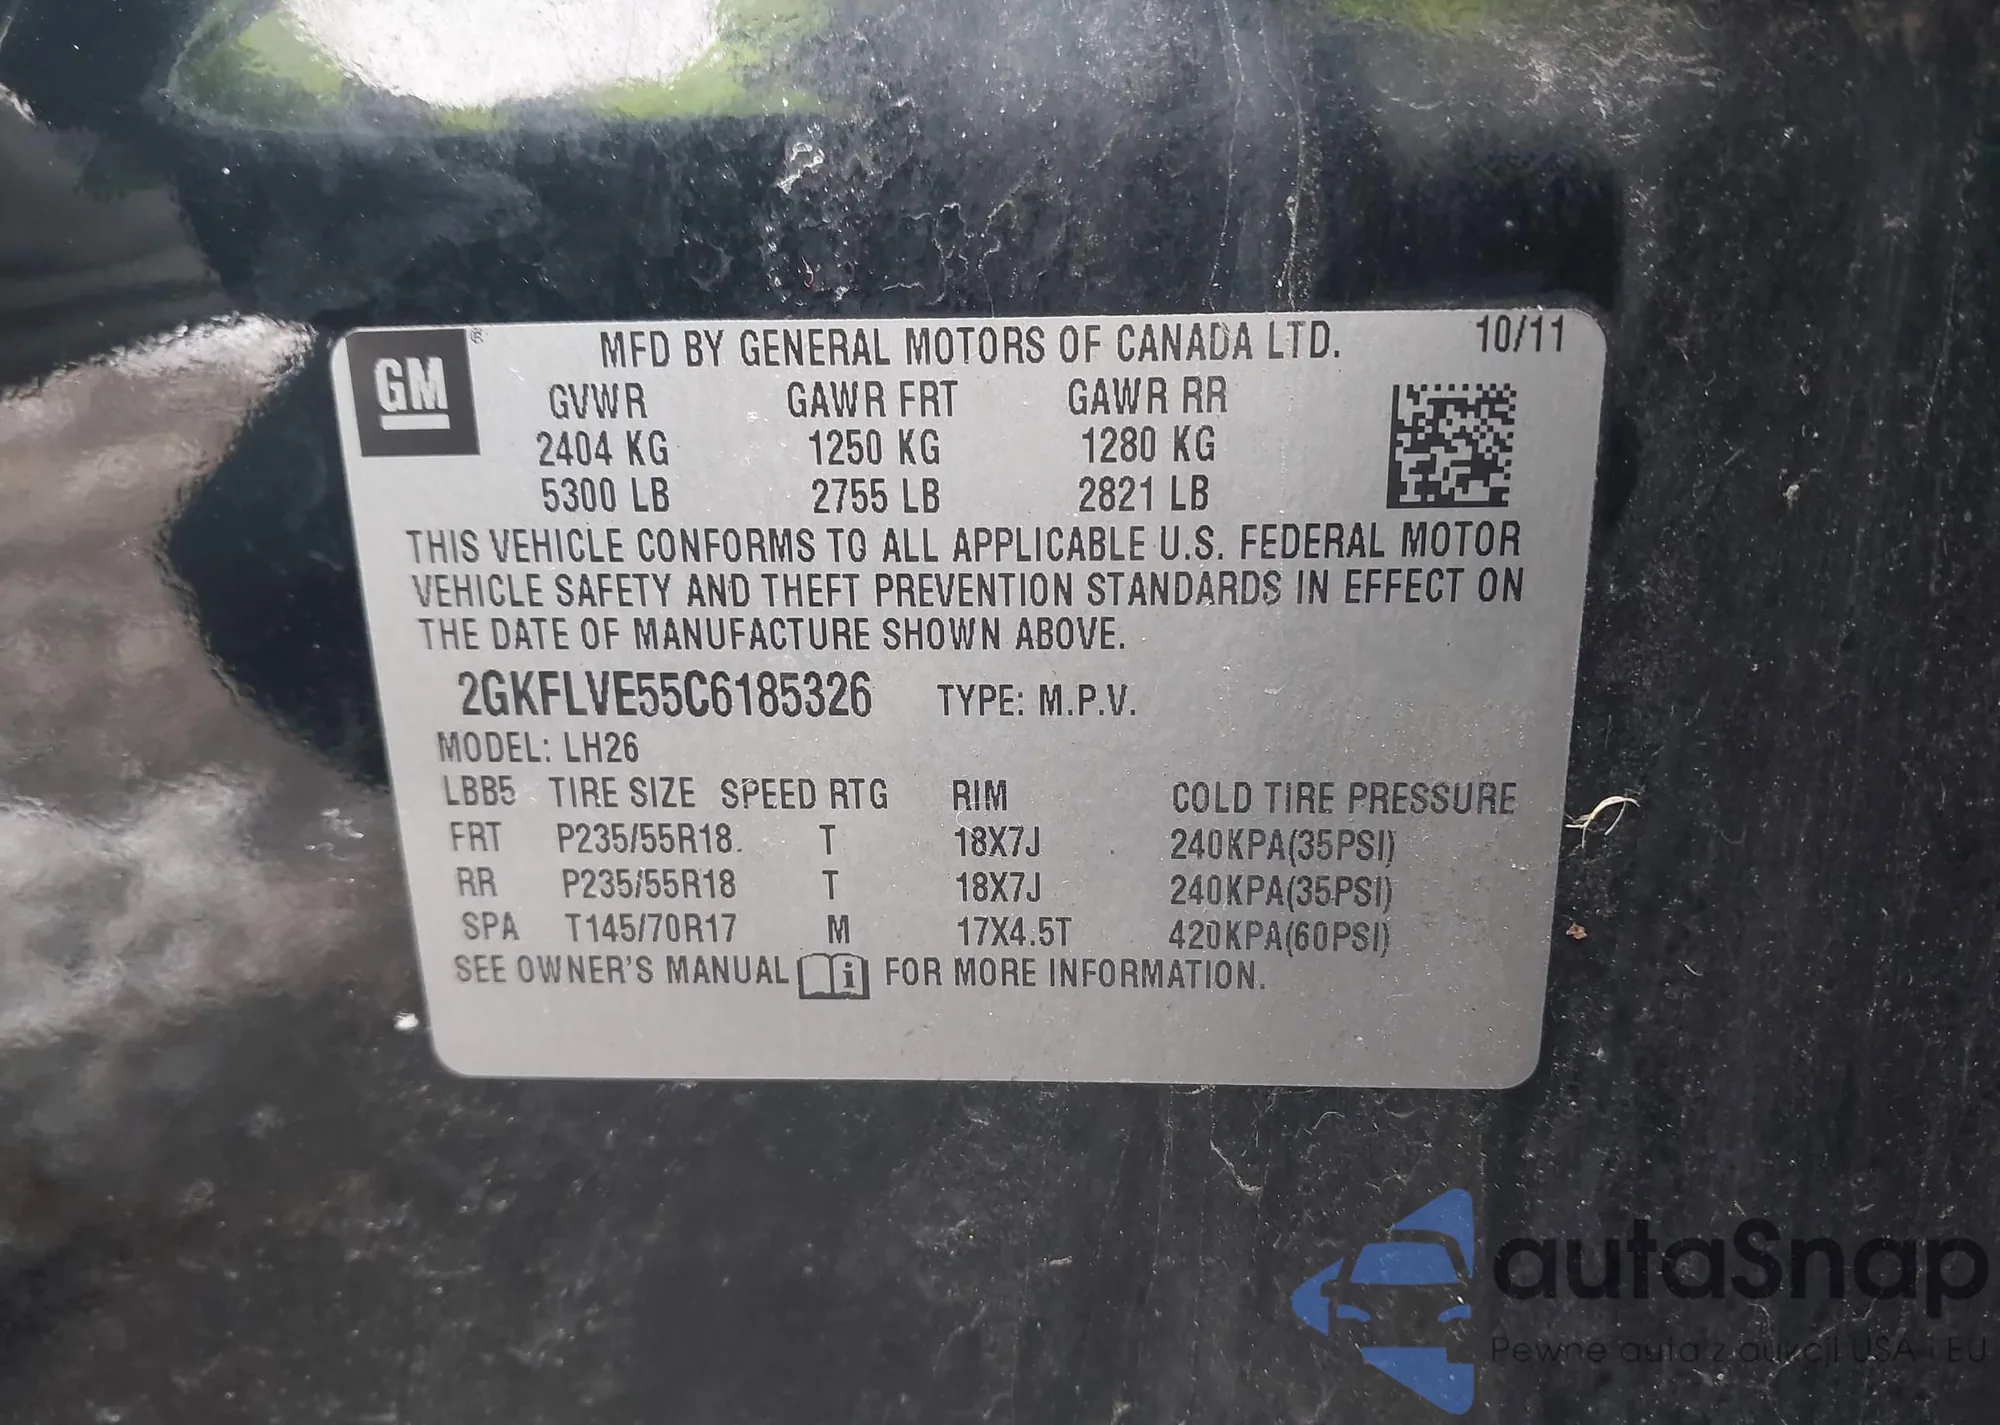 GM ®
MFD BY GENERAL MOTORS OF CANADA LTD. 10/11
GVWR GAWR FRT GAWR RR
2404 KG 1250 KG 1280 KG
5300 LB 2755 LB 2821 LB
THIS VEHICLE CONFORMS TO ALL APPLICABLE U.S. FEDERAL MOTOR
VEHICLE SAFETY AND THEFT PREVENTION STANDARDS IN EFFECT ON
THE DATE OF MANUFACTURE SHOWN ABOVE.
2GKFLVE55C6185326 TYPE: M.P.V.
MODEL: LH26
LBB5 TIRE SIZE SPEED RTG RIM COLD TIRE PRESSURE
FRT P235/55R18. T 18X7J 240KPA(35PSI)
RR P235/55R18 T 18X7J 240KPA(35PSI)
SPA T145/70R17 M 17X4.5T 420KPA(60PSI)
SEE OWNER'S MANUAL i FOR MORE INFORMATION.
autaSnap
Pewne auta z aukcji USA i EU